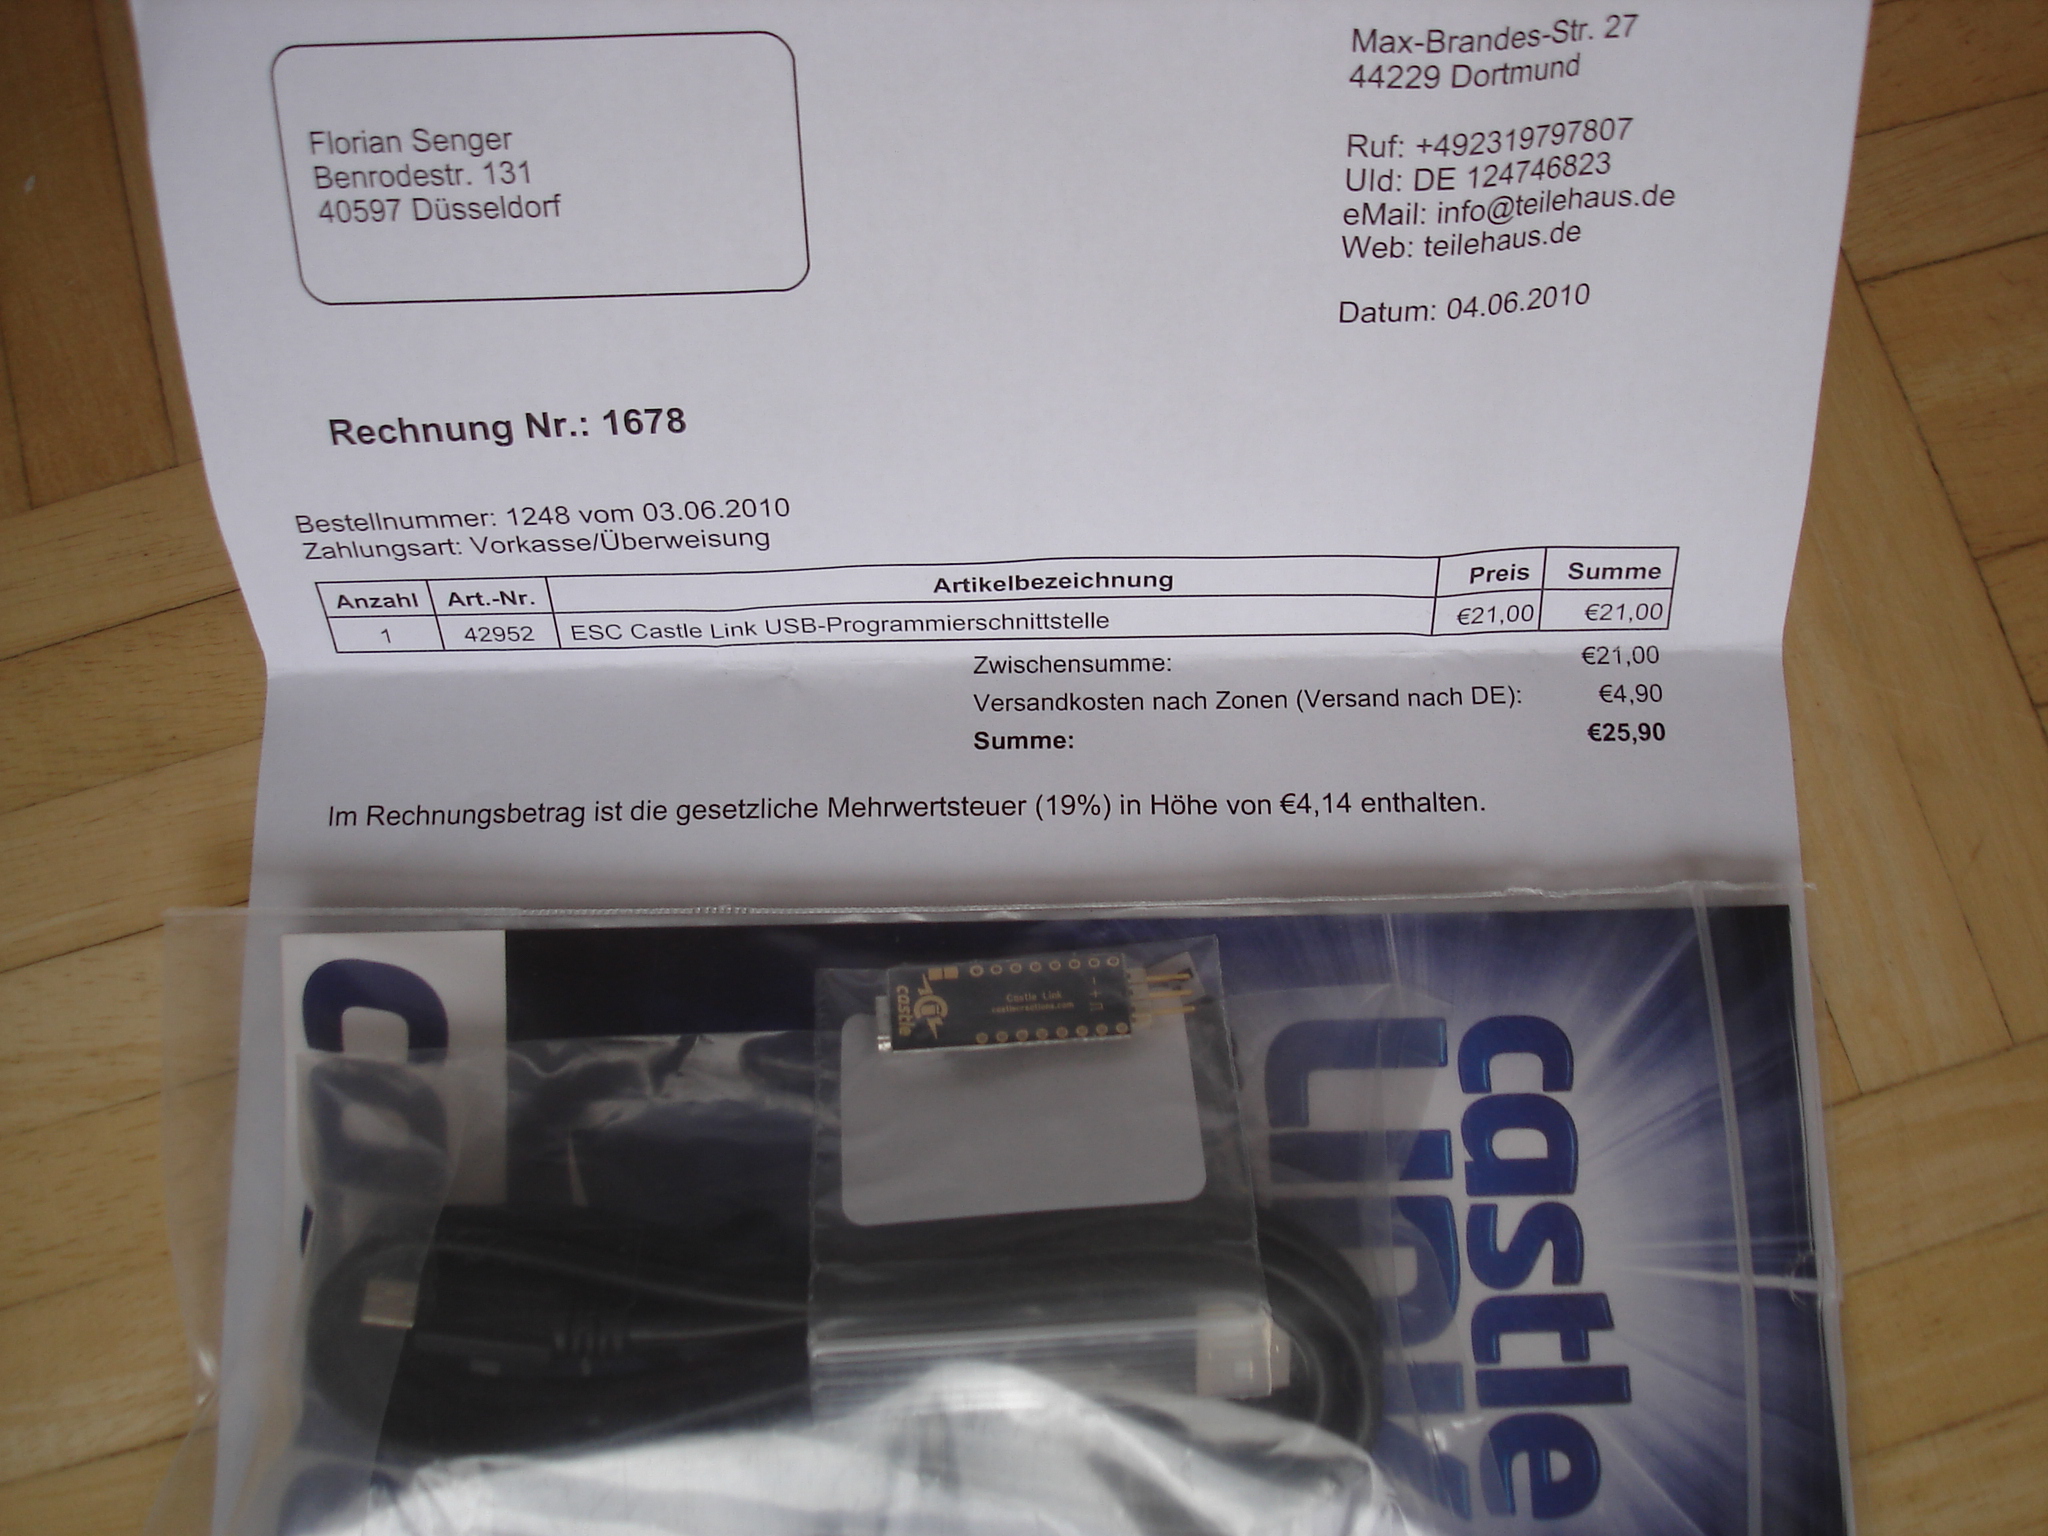 Max-Brandes-Str. 27
44229 Dortmund
Florian Senger
Benrodestr. 131
40597 Düsseldorf
Ruf: +492319797807
UId: DE 124746823
eMail: info@teilehaus.de
Web: teilehaus.de
Datum: 04.06.2010
Rechnung Nr.: 1678
Bestellnummer: 1248 vom 03.06.2010
Zahlungsart: Vorkasse/Überweisung
Anzahl Art.-Nr. Artikelbezeichnung Preis Summe
1 42952 ESC Castle Link USB-Programmierschnittstelle €21,00 €21,00
Zwischensumme: €21,00
Versandkosten nach Zonen (Versand nach DE): €4,90
Summe: €25,90
Im Rechnungsbetrag ist die gesetzliche Mehrwertsteuer (19%) in Höhe von €4,14 enthalten.
castle
Castle Link
castlecreations.com
- +
castle